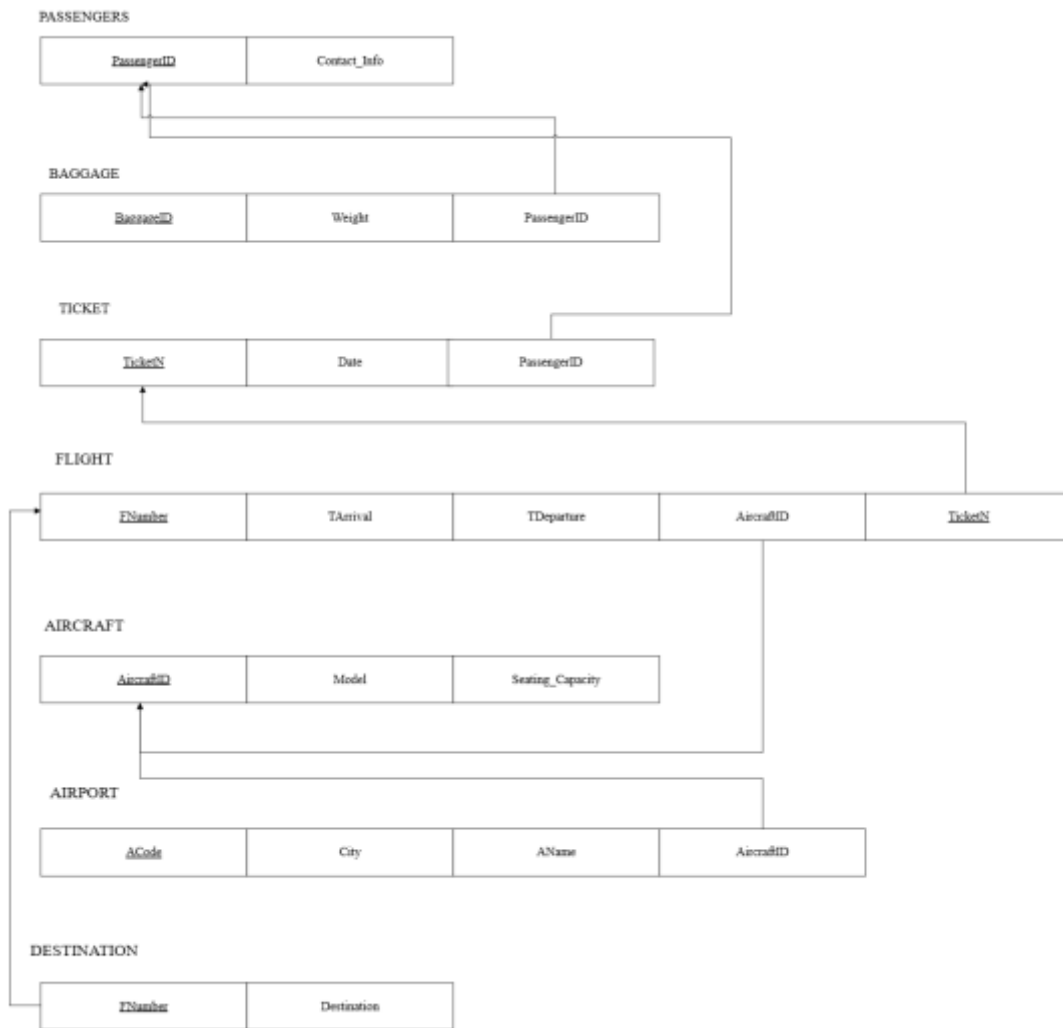 PASSENGERS
PassengerID Contact_Info
BAGGAGE
BaggageID Weight PassengerID
TICKET
TicketN Date PassengerID
FLIGHT
FNumber TArrival TDeparture AircraftID TicketN
AIRCRAFT
AircraftID Model Seating_Capacity
AIRPORT
ACode City AName AircraftID
DESTINATION
FNumber Destination